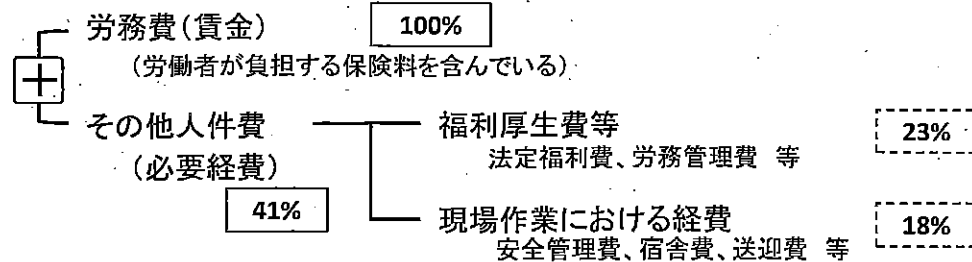 労務費(賃金) 100%
(労働者が負担する保険料を含んでいる)
+
その他人件費 福利厚生費等 23%
(必要経費) 法定福利費、労務管理費 等
41% 現場作業における経費 18%
安全管理費、宿舎費、送迎費 等